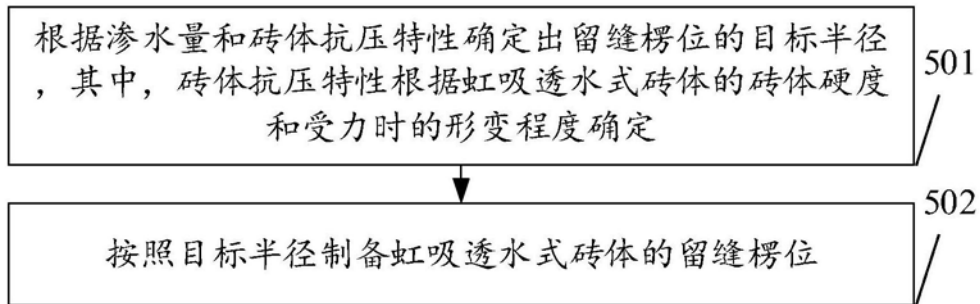 根据渗水量和砖体抗压特性确定出留缝楞位的目标半径
，其中，砖体抗压特性根据虹吸透水式砖体的砖体硬度
和受力时的形变程度确定
501
按照目标半径制备虹吸透水式砖体的留缝楞位
502